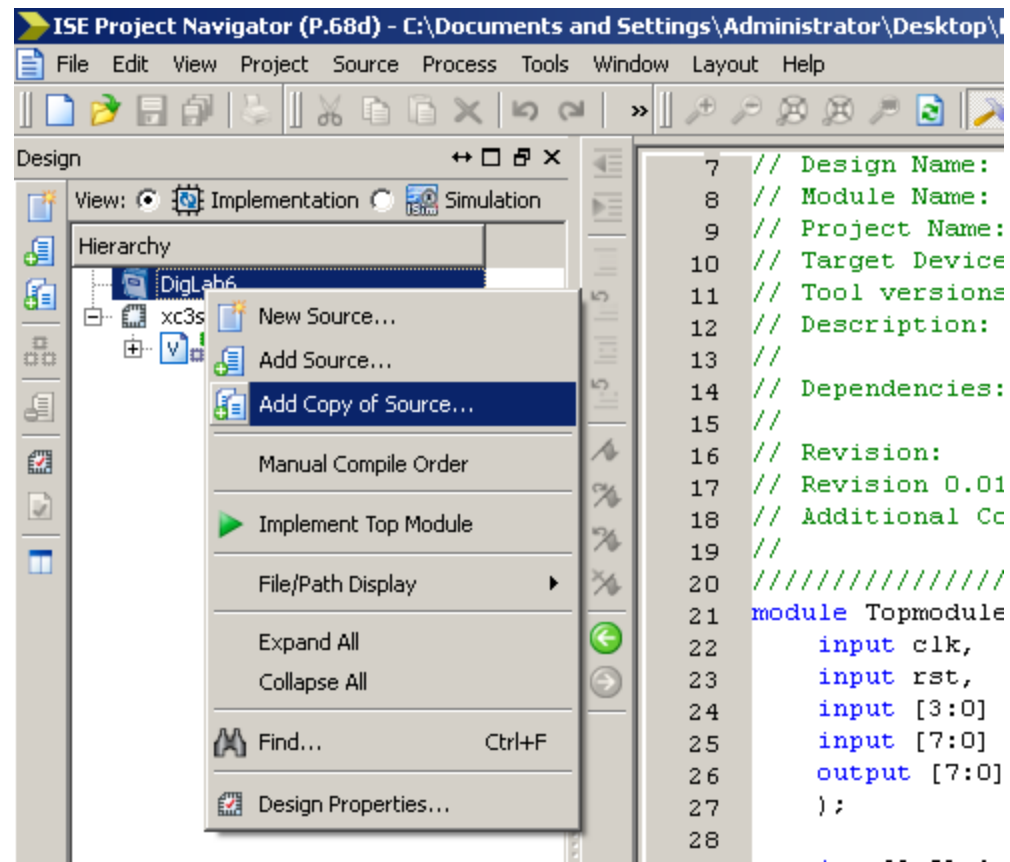 ISE Project Navigator (P.68d) - C:\Documents and Settings\Administrator\Desktop\
File Edit View Project Source Process Tools Window Layout Help
»
Design
View: Implementation Simulation
Hierarchy
DigLab6
xc3s
New Source...
Add Source...
Add Copy of Source...
Manual Compile Order
Implement Top Module
File/Path Display
Expand All
Collapse All
Find... Ctrl+F
Design Properties...
7 // Design Name:
8 // Module Name:
9 // Project Name:
10 // Target Device
11 // Tool versions
12 // Description:
13 //
14 // Dependencies:
15 //
16 // Revision:
17 // Revision 0.01
18 // Additional Co
19 //
20 ////////////////
21 module Topmodule
22 input clk,
23 input rst,
24 input [3:0]
25 input [7:0]
26 output [7:0]
27 );
28